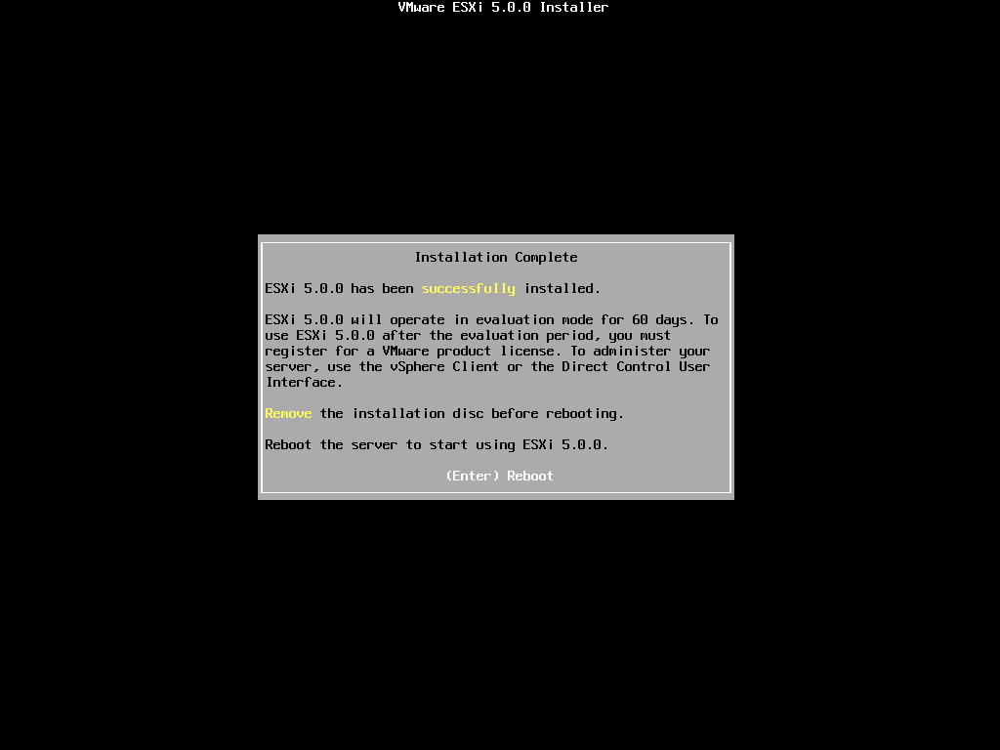 VMware ESXi 5.0.0 Installer
Installation Complete
ESXi 5.0.0 has been successfully installed.
ESXi 5.0.0 will operate in evaluation mode for 60 days. To
use ESXi 5.0.0 after the evaluation period, you must
register for a VMware product license. To administer your
server, use the vSphere Client or the Direct Control User
Interface.
Remove the installation disc before rebooting.
Reboot the server to start using ESXi 5.0.0.
(Enter) Reboot